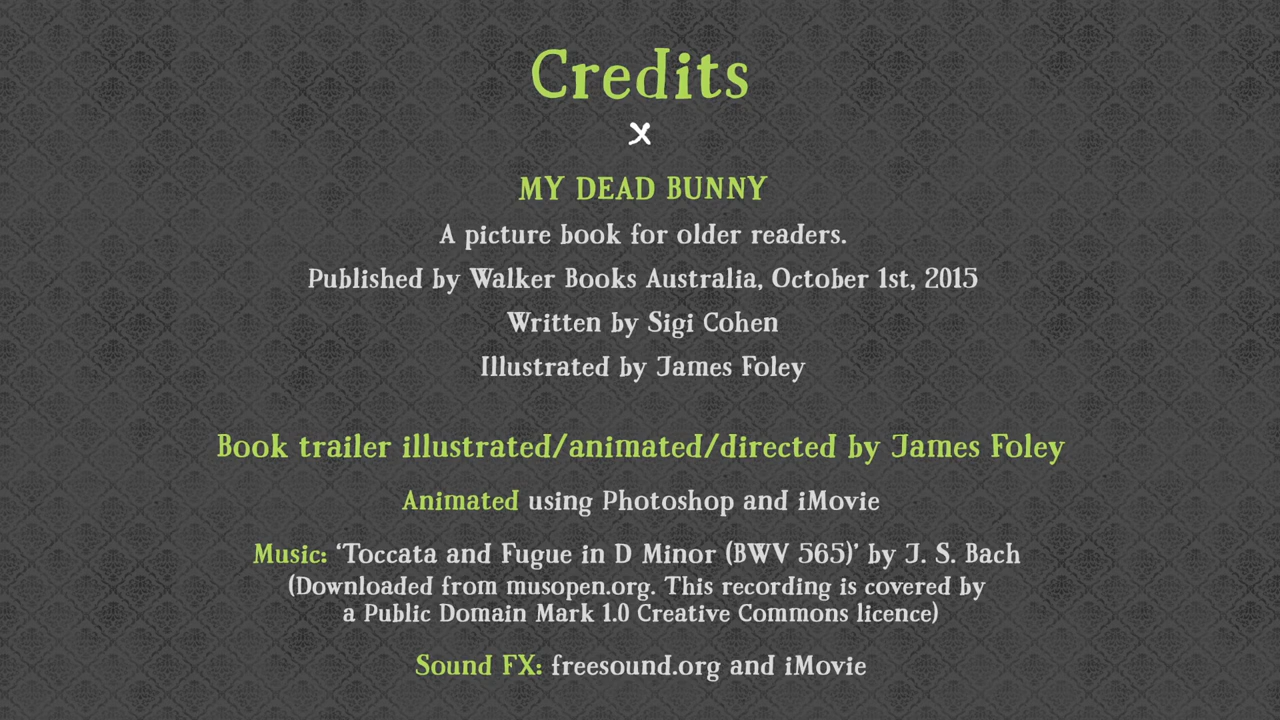 Credits
x
MY DEAD BUNNY
A picture book for older readers.
Published by Walker Books Australia, October 1st, 2015
Written by Sigi Cohen
Illustrated by James Foley
Book trailer illustrated/animated/directed by James Foley
Animated using Photoshop and iMovie
Music: ‘Toccata and Fugue in D Minor (BWV 565)’ by J. S. Bach
(Downloaded from musopen.org. This recording is covered by
a Public Domain Mark 1.0 Creative Commons licence)
Sound FX: freesound.org and iMovie